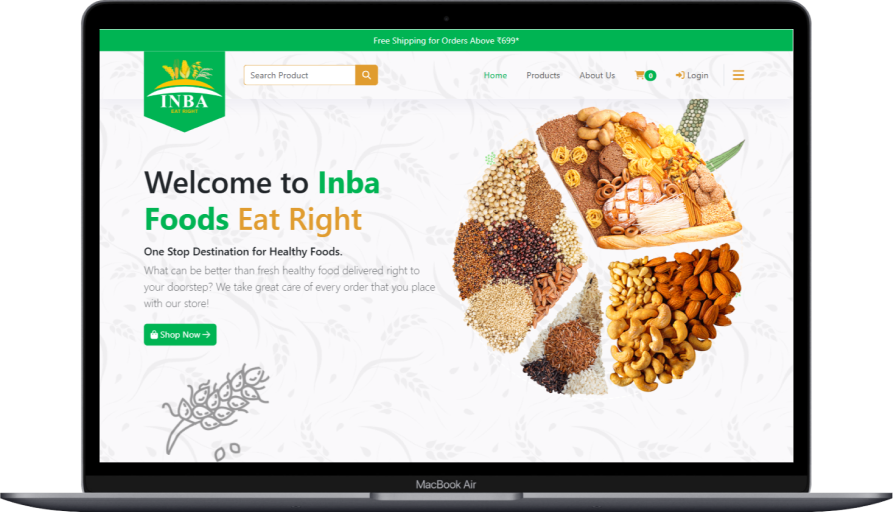 Free Shipping for Orders Above ₹699*
INBA
EAT RIGHT
Search Product
Home
Products
About Us
0
Login
Welcome to Inba
Foods Eat Right
One Stop Destination for Healthy Foods.
What can be better than fresh healthy food delivered right to
your doorstep? We take great care of every order that you place
with our store!
Shop Now
MacBook Air